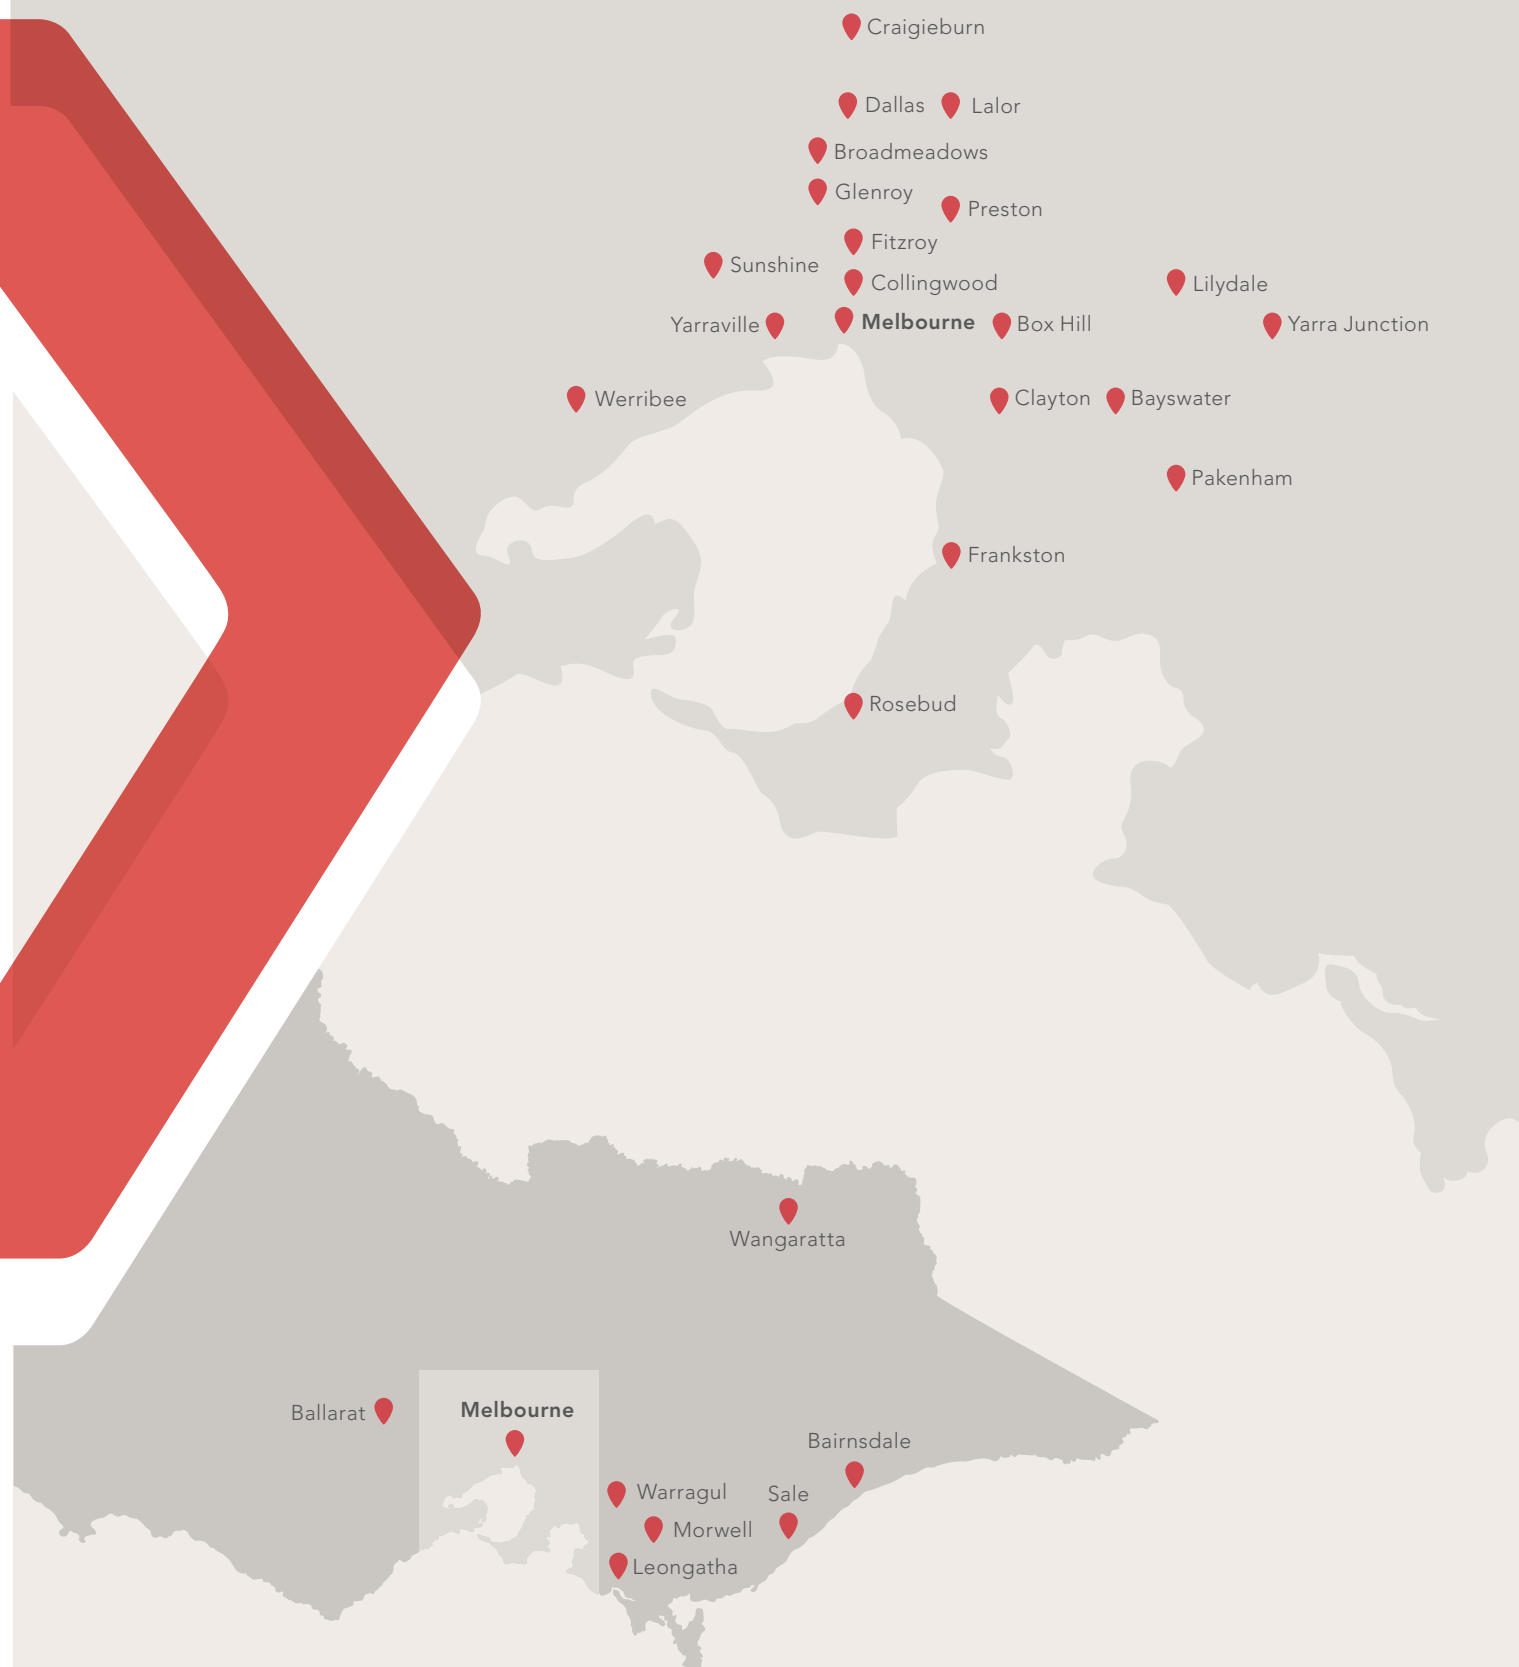 Craigieburn
Dallas
Lalor
Broadmeadows
Glenroy
Preston
Fitzroy
Sunshine
Collingwood
Lilydale
Yarraville
Melbourne
Box Hill
Yarra Junction
Werribee
Clayton
Bayswater
Pakenham
Frankston
Rosebud
Wangaratta
Ballarat
Melbourne
Bairnsdale
Warragul
Sale
Morwell
Leongatha